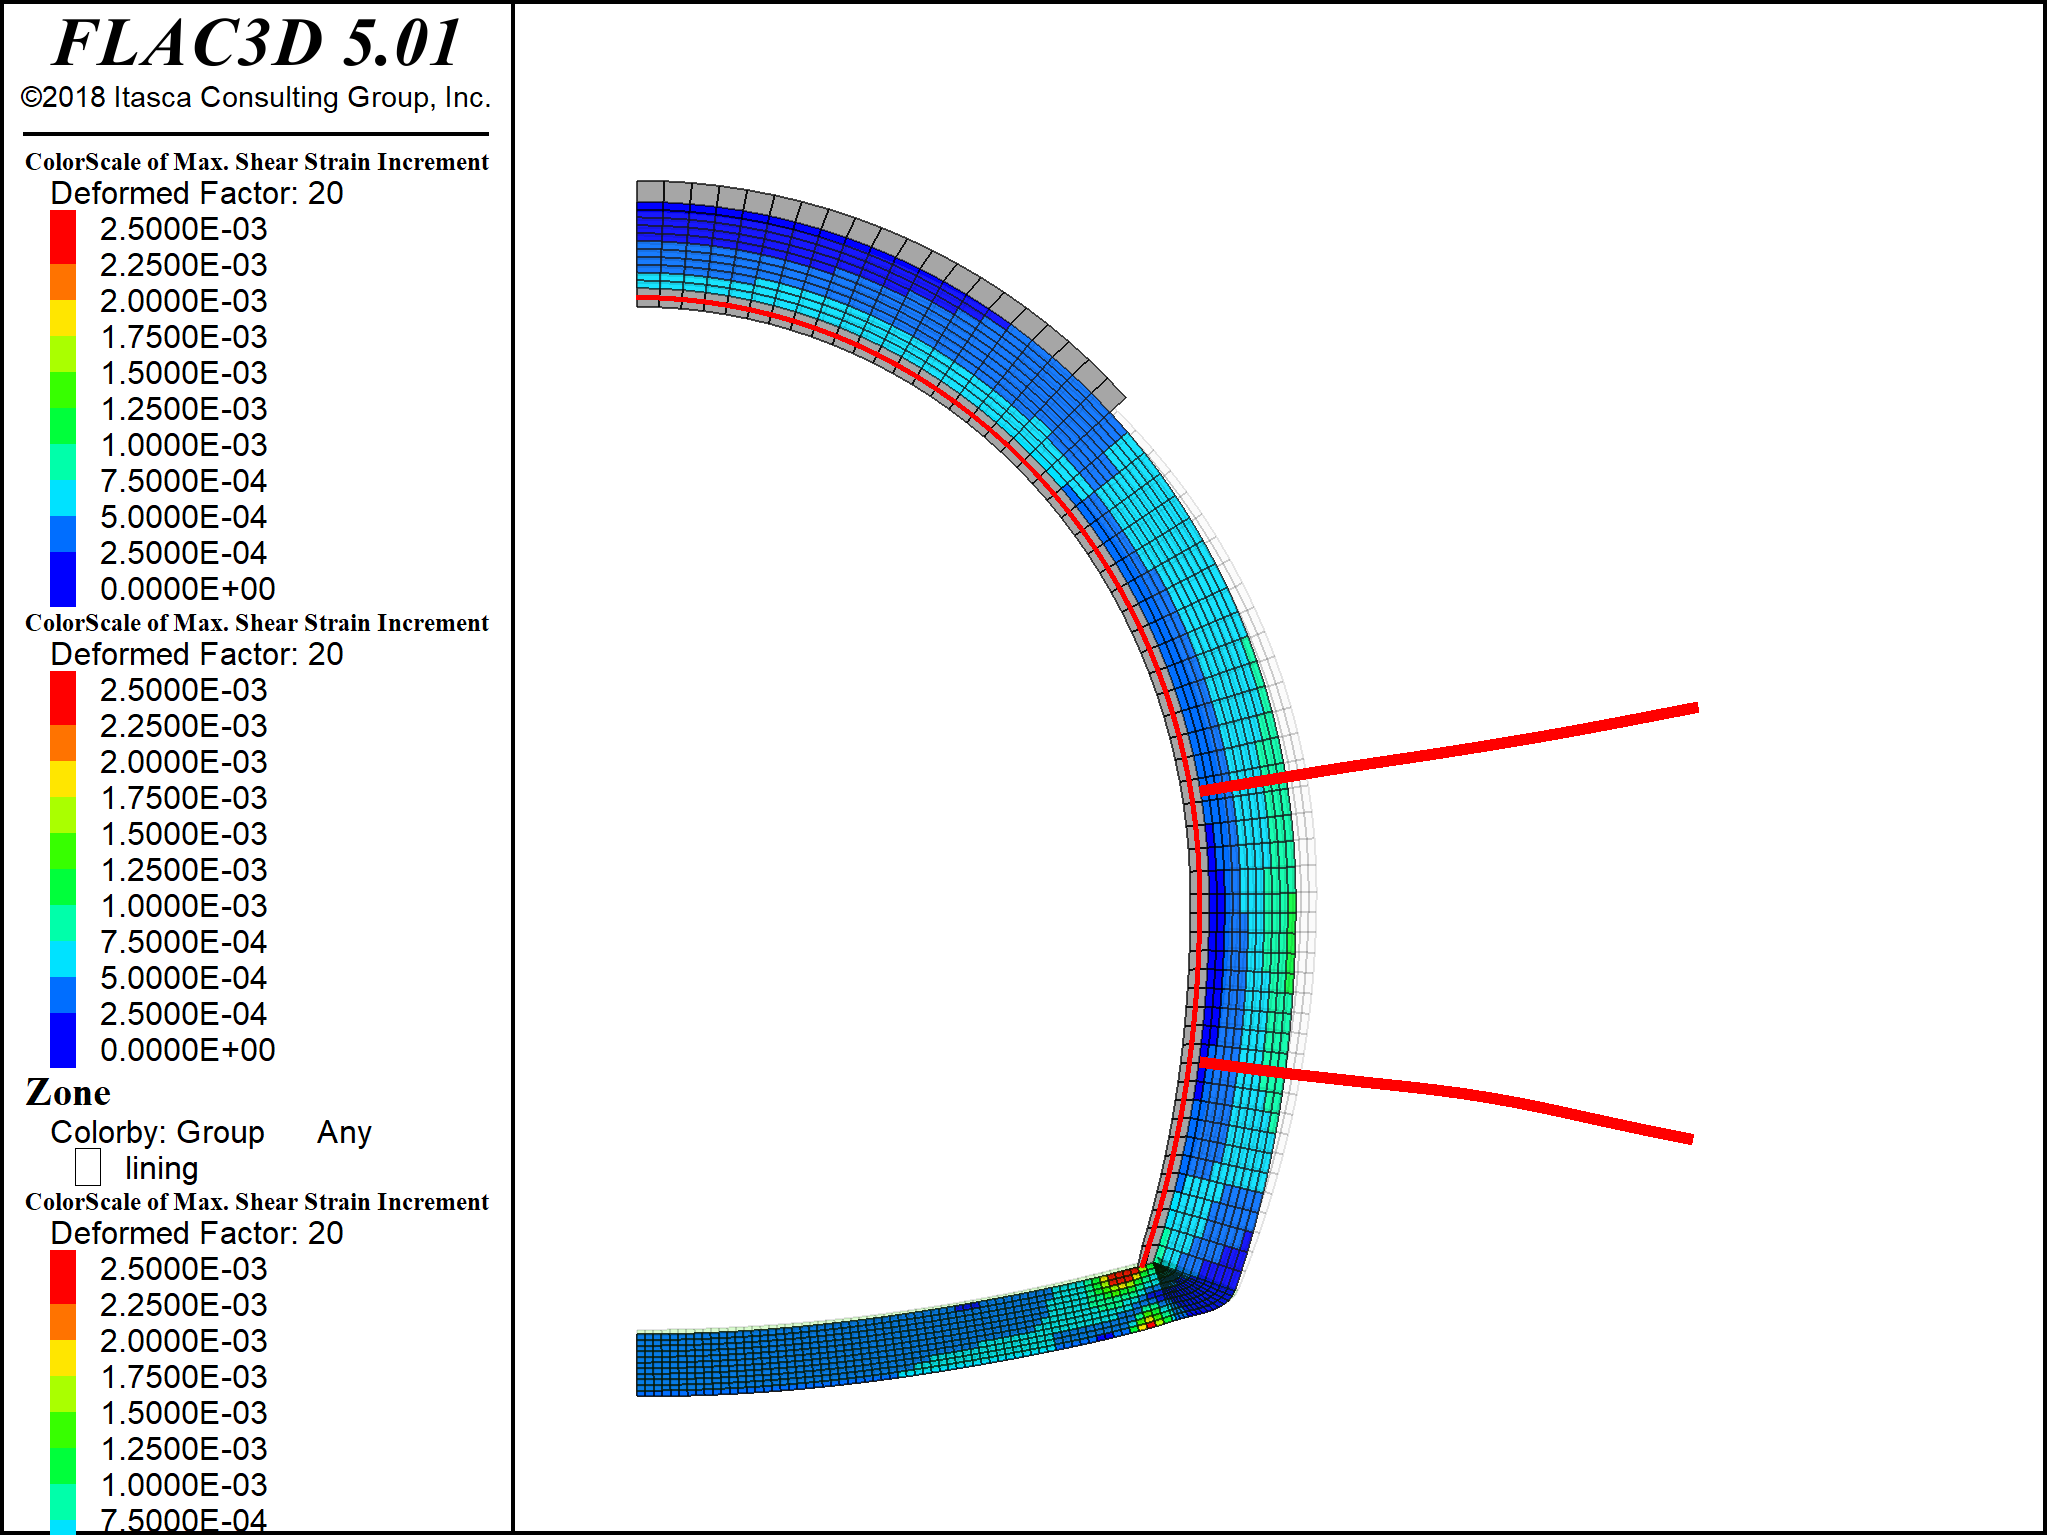 FLAC3D 5.01
©2018 Itasca Consulting Group, Inc.
ColorScale of Max. Shear Strain Increment
Deformed Factor: 20
2.5000E-03
2.2500E-03
2.0000E-03
1.7500E-03
1.5000E-03
1.2500E-03
1.0000E-03
7.5000E-04
5.0000E-04
2.5000E-04
0.0000E+00
ColorScale of Max. Shear Strain Increment
Deformed Factor: 20
2.5000E-03
2.2500E-03
2.0000E-03
1.7500E-03
1.5000E-03
1.2500E-03
1.0000E-03
7.5000E-04
5.0000E-04
2.5000E-04
0.0000E+00
Zone
Colorby: Group Any
lining
ColorScale of Max. Shear Strain Increment
Deformed Factor: 20
2.5000E-03
2.2500E-03
2.0000E-03
1.7500E-03
1.5000E-03
1.2500E-03
1.0000E-03
7.5000E-04